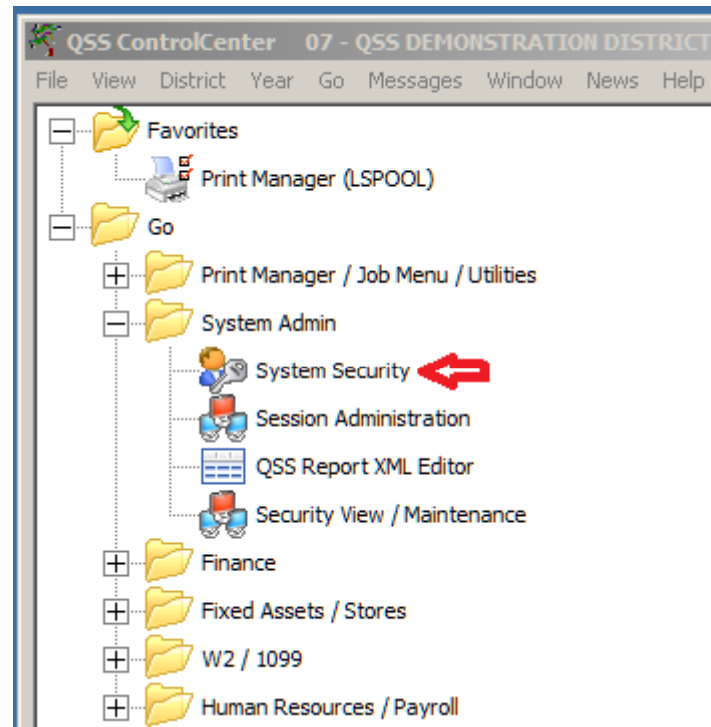 QSS ControlCenter 07 - QSS DEMONSTRATION DISTRICT
File View District Year Go Messages Window News Help
Favorites
Print Manager (LSPOOL)
Go
Print Manager / Job Menu / Utilities
System Admin
System Security
Session Administration
QSS Report XML Editor
Security View / Maintenance
Finance
Fixed Assets / Stores
W2 / 1099
Human Resources / Payroll